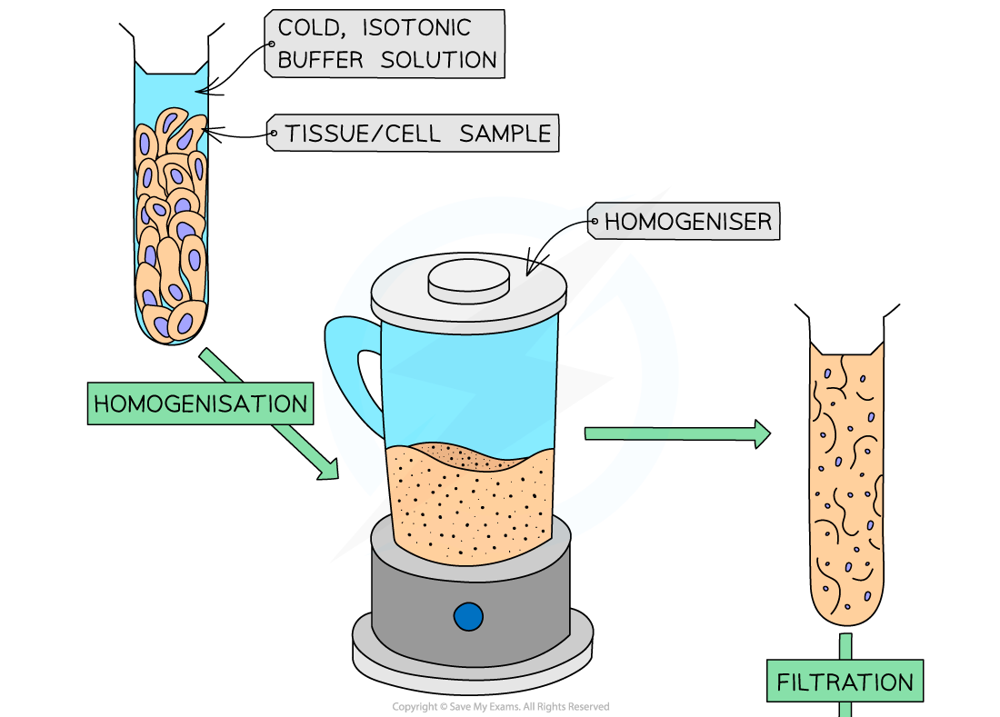 COLD, ISOTONIC
BUFFER SOLUTION
TISSUE/CELL SAMPLE
HOMOGENISER
HOMOGENISATION
FILTRATION
Copyright © Save My Exams. All Rights Reserved